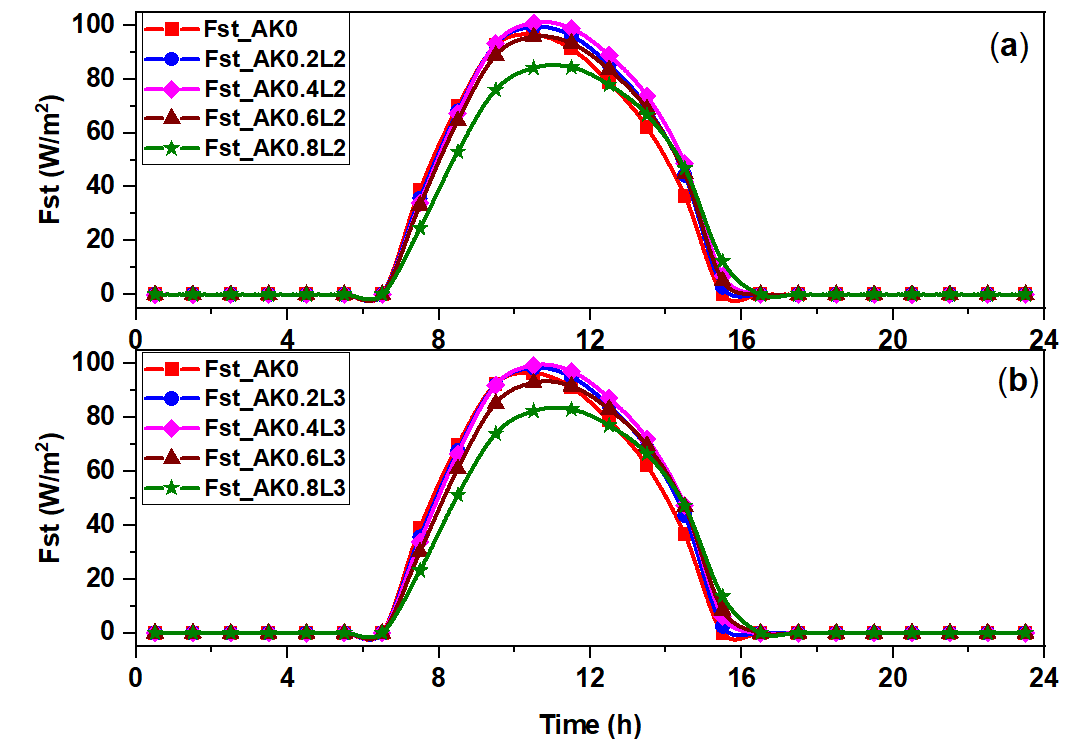 (a)
Fst_AK0
Fst_AK0.2L2
Fst_AK0.4L2
Fst_AK0.6L2
Fst_AK0.8L2
Fst (W/m²)
100
80
60
40
20
0
0 4 8 12 16 20 24
(b)
Fst_AK0
Fst_AK0.2L3
Fst_AK0.4L3
Fst_AK0.6L3
Fst_AK0.8L3
Fst (W/m²)
100
80
60
40
20
0
0 4 8 12 16 20 24
Time (h)